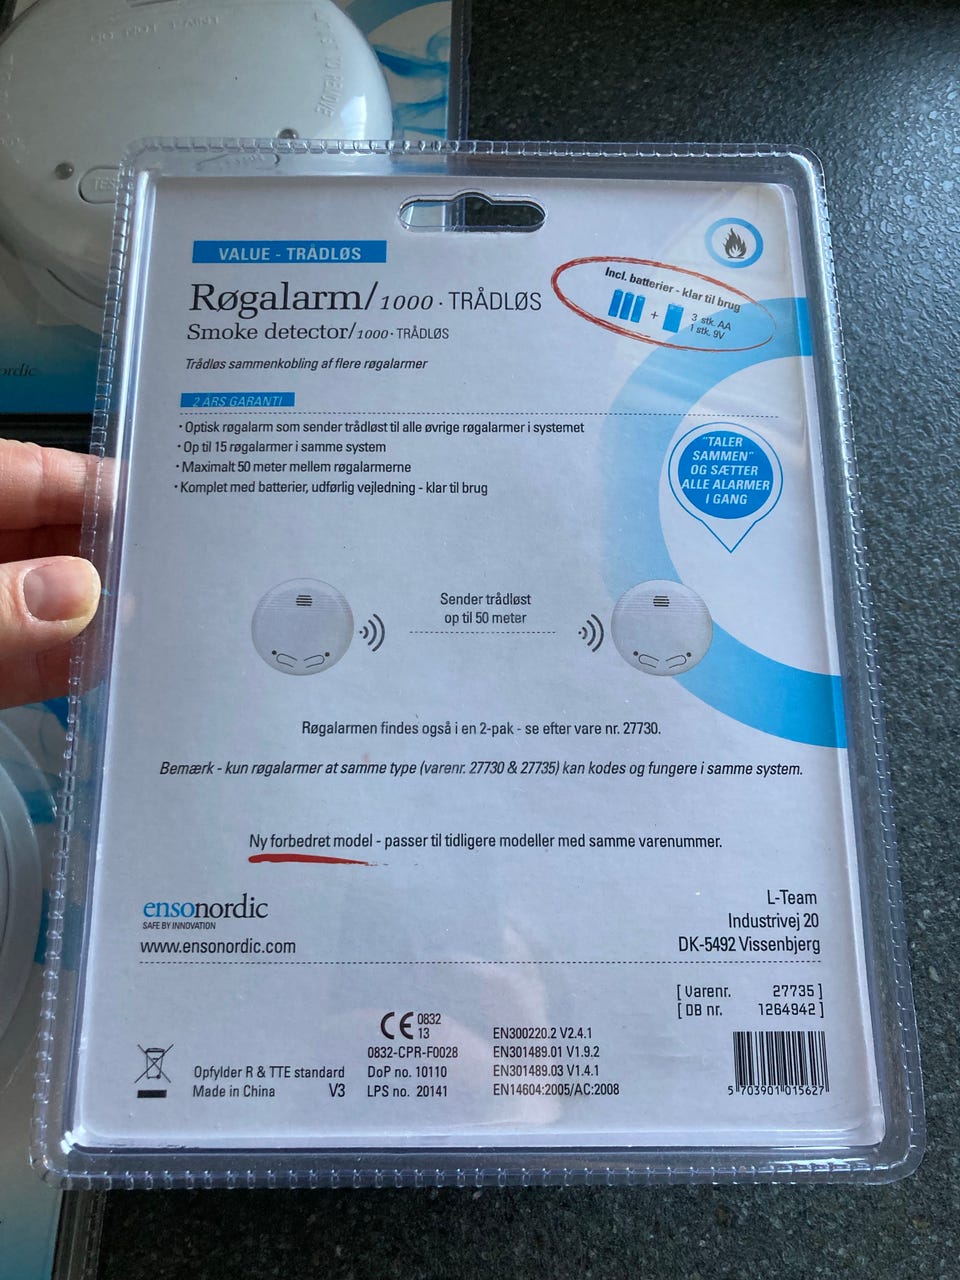 DO NOT PAINT
TES
ordic
VALUE - TRÅDLØS
Røgalarm/1000 · TRÅDLØS
Smoke detector/1000 · TRÅDLØS
Trådløs sammenkobling af flere røgalarmer
Incl. batterier - klar til brug
+
3 stk. AA
1 stk. 9V
2 ÅRS GARANTI
· Optisk røgalarm som sender trådløst til alle øvrige røgalarmer i systemet
· Op til 15 røgalarmer i samme system
· Maximalt 50 meter mellem røgalarmerne
· Komplet med batterier, udførlig vejledning - klar til brug
"TALER
SAMMEN"
OG SÆTTER
ALLE ALARMER
I GANG
Sender trådløst
op til 50 meter
Røgalarmen findes også i en 2-pak - se efter vare nr. 27730.
Bemærk - kun røgalarmer at samme type (varenr. 27730 & 27735) kan kodes og fungere i samme system.
Ny forbedret model - passer til tidligere modeller med samme varenummer.
ensonordic
SAFE BY INNOVATION
www.ensonordic.com
L-Team
Industrivej 20
DK-5492 Vissenbjerg
[ Varenr. 27735 ]
[ DB nr. 1264942 ]
CE 0832
13
0832-CPR-F0028
DoP no. 10110
LPS no. 20141
Opfylder R & TTE standard
Made in China V3
EN300220.2 V2.4.1
EN301489.01 V1.9.2
EN301489.03 V1.4.1
EN14604:2005/AC:2008
5 703901 015627